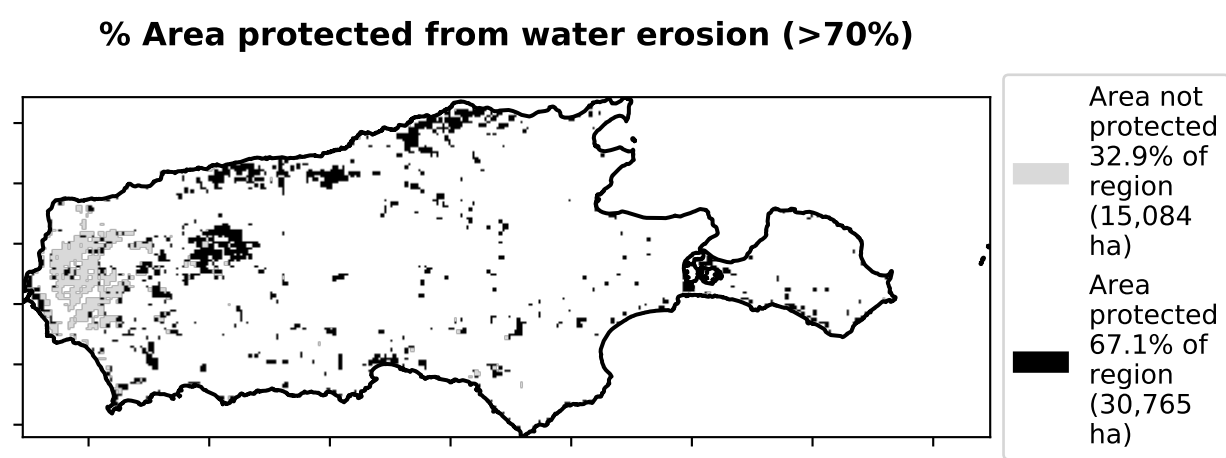 % Area protected from water erosion (>70%)
Area not
protected
32.9% of
region
(15,084
ha)
Area
protected
67.1% of
region
(30,765
ha)